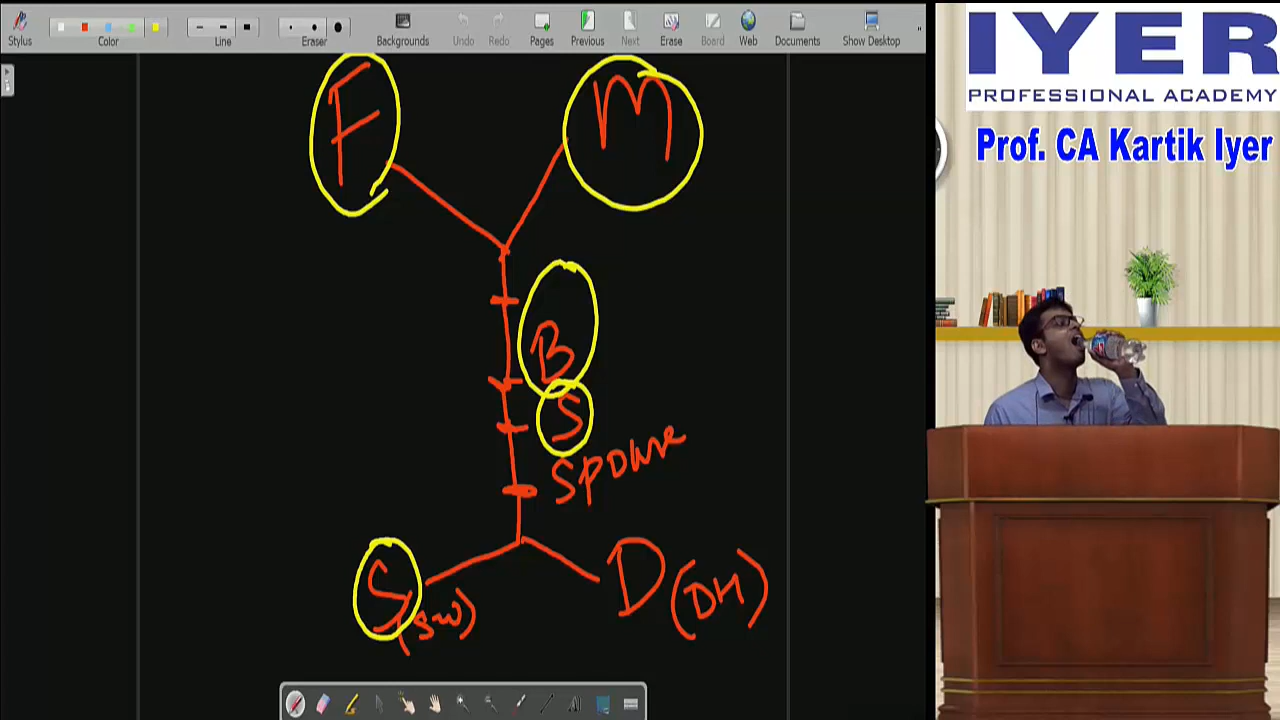 Stylus
Color
Line
Eraser
Backgrounds
Undo
Redo
Pages
Previous
Next
Erase
Board
Web
Documents
Show Desktop
IYER
PROFESSIONAL ACADEMY
Prof. CA Kartik Iyer
F
M
B
S
Spouse
S (SW)
D (DH)